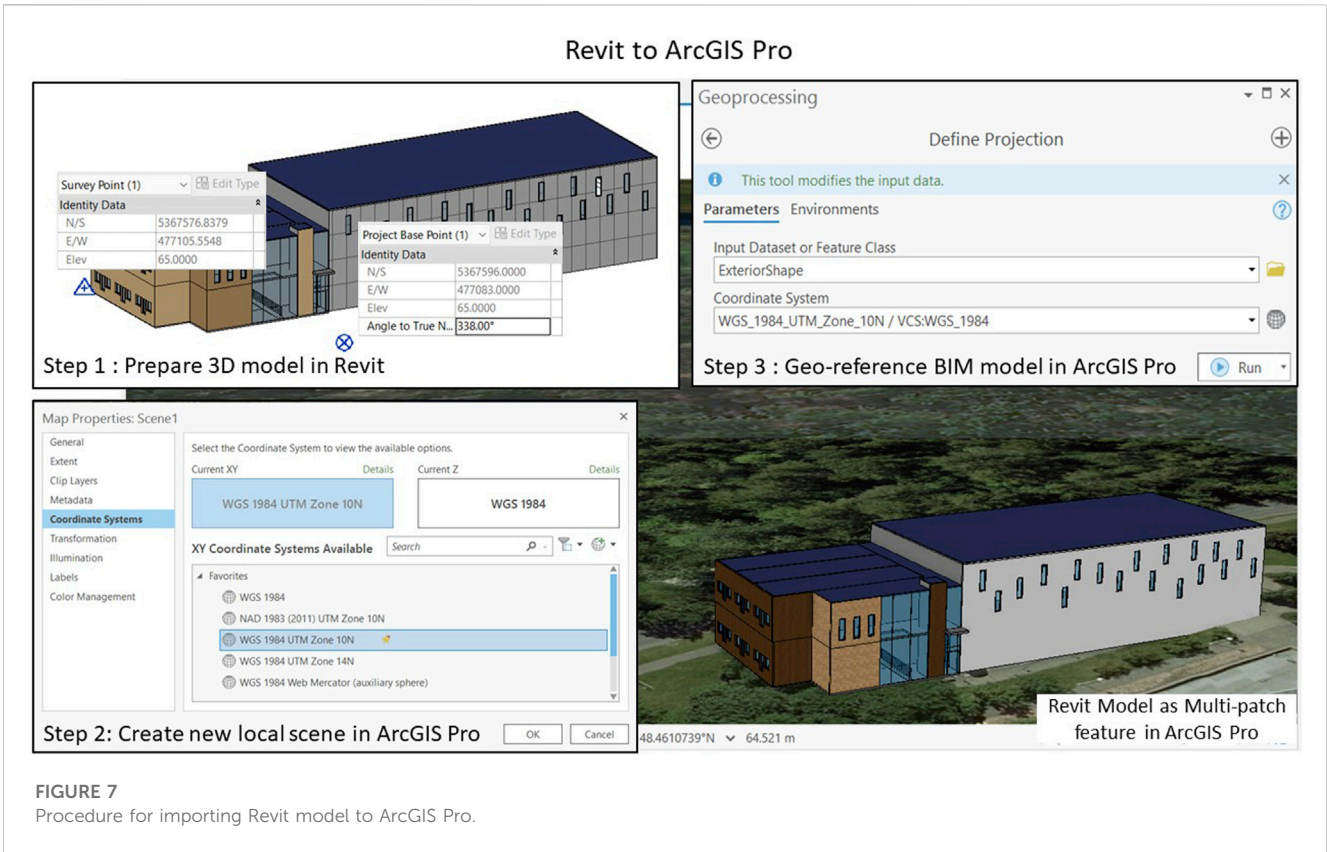 Revit to ArcGIS Pro
Survey Point (1)
Edit Type
Identity Data
N/S 5367576.8379
E/W 477105.5548
Elev 65.0000
Project Base Point (1)
Edit Type
Identity Data
N/S 5367596.0000
E/W 477083.0000
Elev 65.0000
Angle to True N... 338.00°
Step 1 : Prepare 3D model in Revit
Geoprocessing
Define Projection
This tool modifies the input data.
Parameters Environments
Input Dataset or Feature Class
ExteriorShape
Coordinate System
WGS_1984_UTM_Zone_10N / VCS:WGS_1984
Step 3 : Geo-reference BIM model in ArcGIS Pro
Run
Map Properties: Scene1
General
Extent
Clip Layers
Metadata
Coordinate Systems
Transformation
Illumination
Labels
Color Management
Select the Coordinate System to view the available options.
Current XY Details Current Z Details
WGS 1984 UTM Zone 10N WGS 1984
XY Coordinate Systems Available Search
Favorites
WGS 1984
NAD 1983 (2011) UTM Zone 10N
WGS 1984 UTM Zone 10N
WGS 1984 UTM Zone 14N
WGS 1984 Web Mercator (auxiliary sphere)
Step 2: Create new local scene in ArcGIS Pro
OK Cancel
48.4610739°N 64.521 m
Revit Model as Multi-patch
feature in ArcGIS Pro
FIGURE 7
Procedure for importing Revit model to ArcGIS Pro.